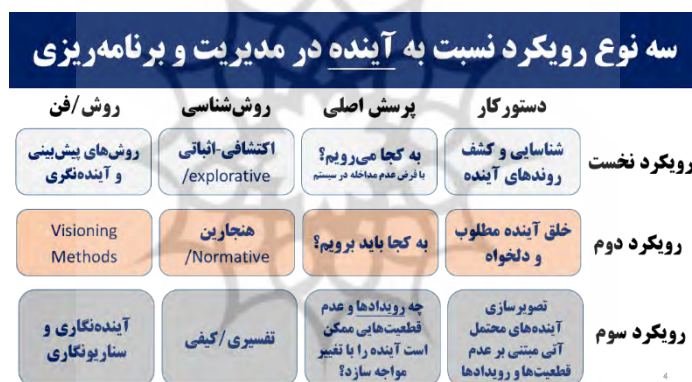 سه نوع رویکرد نسبت به آینده در مدیریت و برنامه‌ریزی
دستورکار	پرسش اصلی	روش‌شناسی	روش/فن
رویکرد نخست
شناسایی و کشف
روندهای آینده
به کجا می‌رویم؟
با فرض عدم مداخله در سیستم
اکتشافی-اثباتی
/explorative
روش‌های پیش‌بینی
و آینده‌نگری
رویکرد دوم
خلق آینده مطلوب
و دلخواه
به کجا باید برویم؟
هنجارین
/Normative
Visioning
Methods
رویکرد سوم
تصویرسازی
آینده‌های محتمل
آتی مبتنی بر عدم
قطعیت‌ها و رویدادها
چه رویدادها و عدم
قطعیت‌هایی ممکن
است آینده را با تغییر
مواجه سازد؟
تفسیری/کیفی
آینده‌نگاری و
سناریونگاری
4